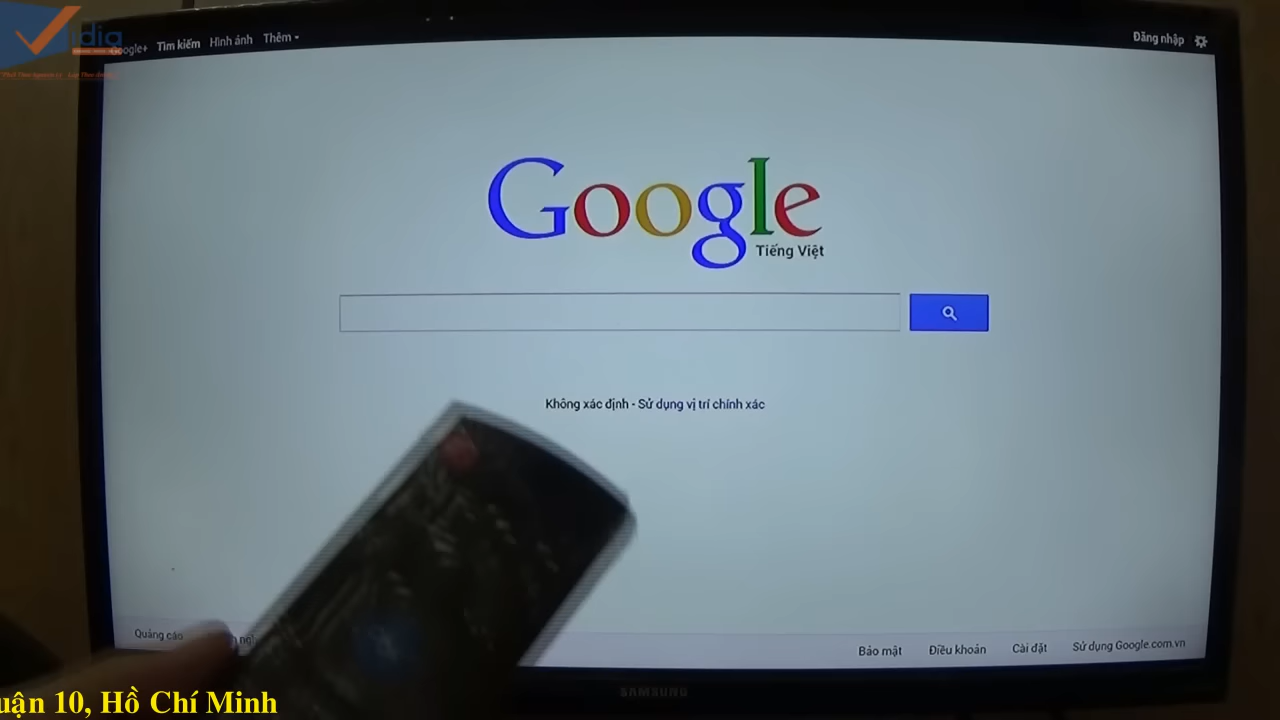 Google+ Tìm kiếm Hình ảnh Thêm
Đăng nhập
Google
Tiếng Việt
Không xác định - Sử dụng vị trí chính xác
Quảng cáo
Bảo mật Điều khoản Cài đặt Sử dụng Google.com.vn
SAMSUNG
10, Hồ Chí Minh